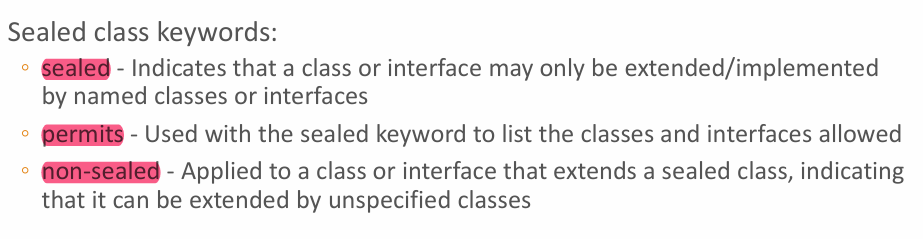 Sealed class keywords:
◦ sealed - Indicates that a class or interface may only be extended/implemented
by named classes or interfaces
◦ permits - Used with the sealed keyword to list the classes and interfaces allowed
◦ non-sealed - Applied to a class or interface that extends a sealed class, indicating
that it can be extended by unspecified classes